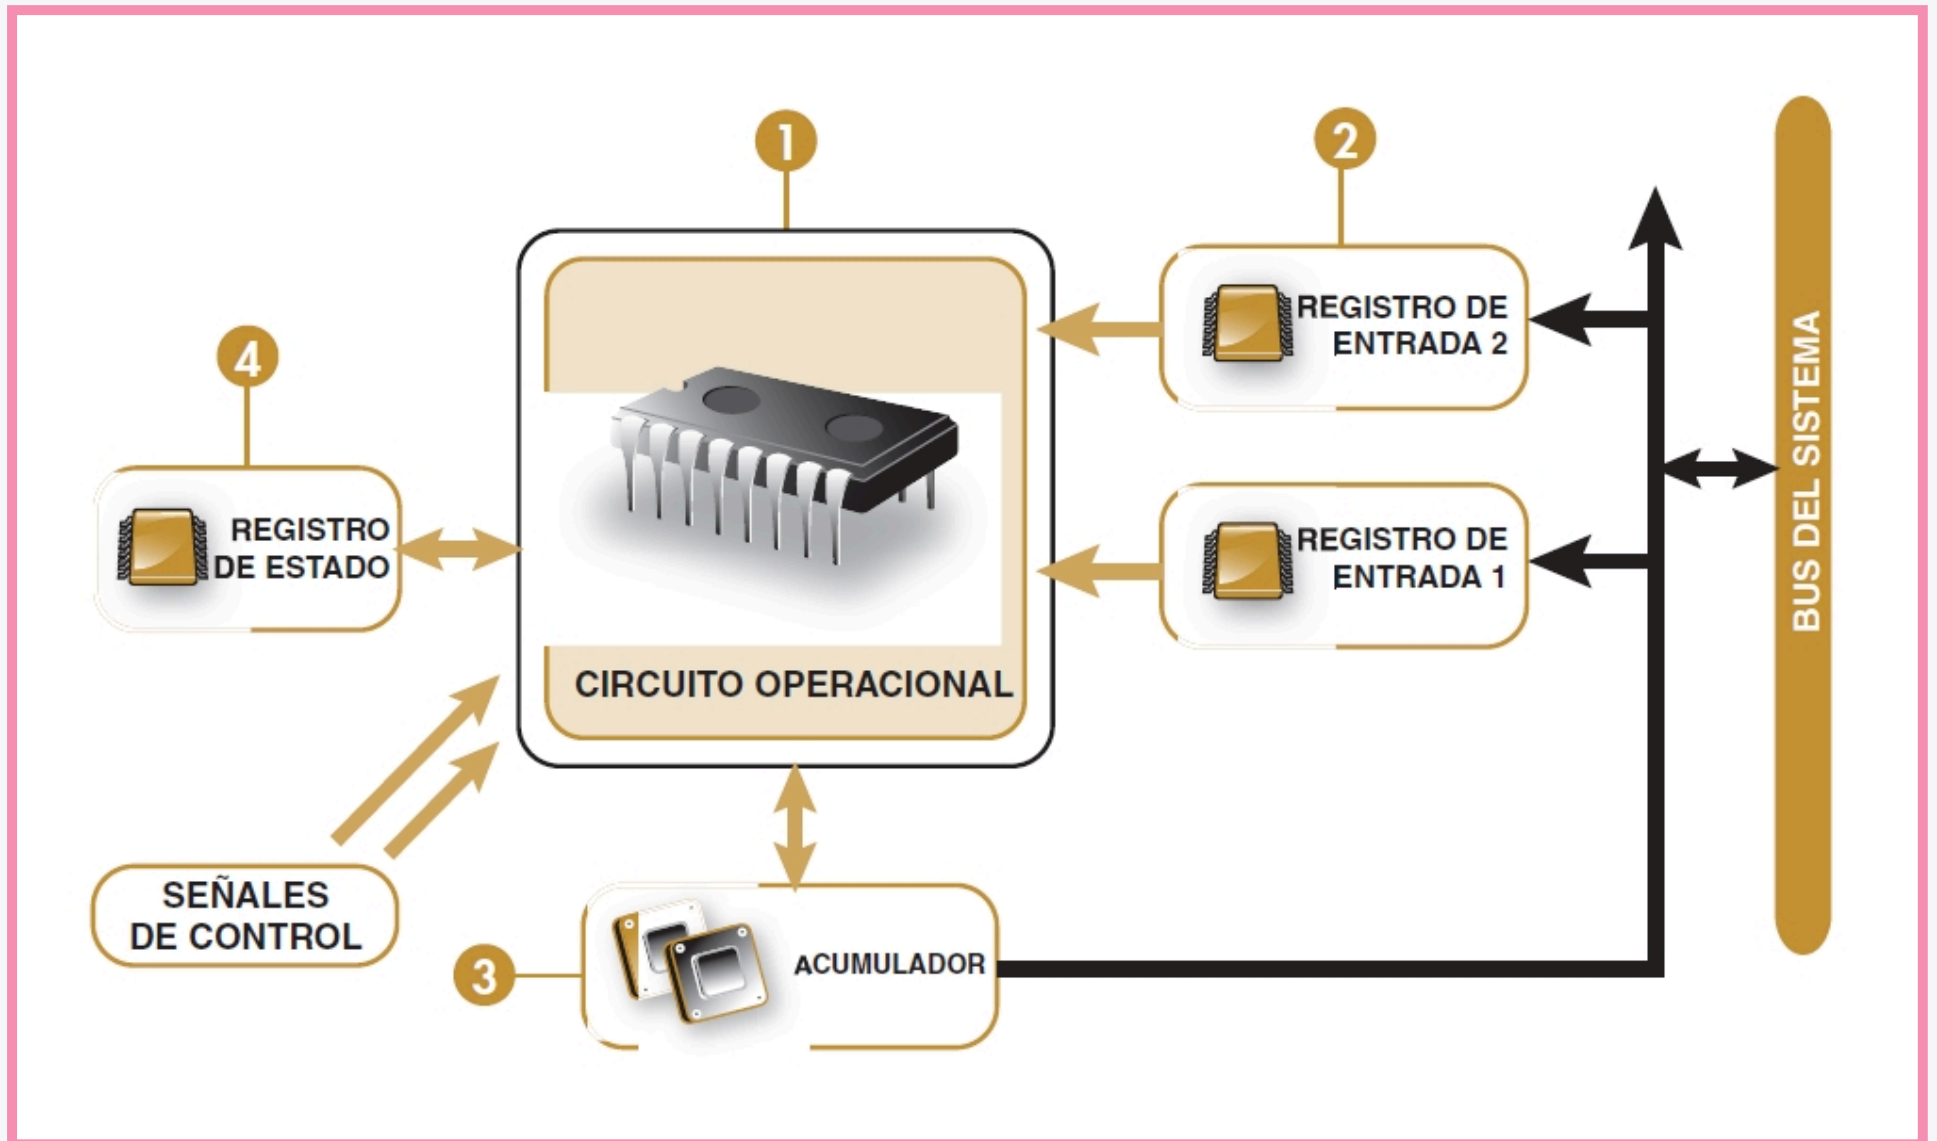 1
2
REGISTRO DE
ENTRADA 2
4
REGISTRO
DE ESTADO
REGISTRO DE
ENTRADA 1
BUS DEL SISTEMA
CIRCUITO OPERACIONAL
SEÑALES
DE CONTROL
3
ACUMULADOR